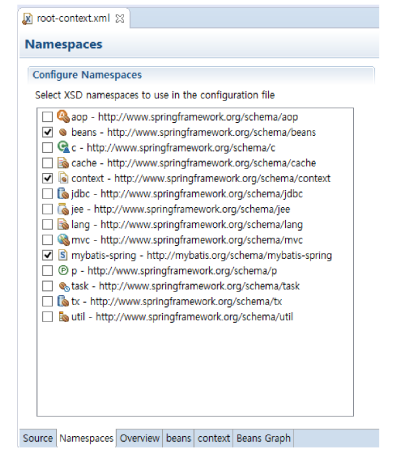 root-context.xml
Namespaces
Configure Namespaces
Select XSD namespaces to use in the configuration file
aop - http://www.springframework.org/schema/aop
beans - http://www.springframework.org/schema/beans
c - http://www.springframework.org/schema/c
cache - http://www.springframework.org/schema/cache
context - http://www.springframework.org/schema/context
jdbc - http://www.springframework.org/schema/jdbc
jee - http://www.springframework.org/schema/jee
lang - http://www.springframework.org/schema/lang
mvc - http://www.springframework.org/schema/mvc
mybatis-spring - http://mybatis.org/schema/mybatis-spring
p - http://www.springframework.org/schema/p
task - http://www.springframework.org/schema/task
tx - http://www.springframework.org/schema/tx
util - http://www.springframework.org/schema/util
Source Namespaces Overview beans context Beans Graph